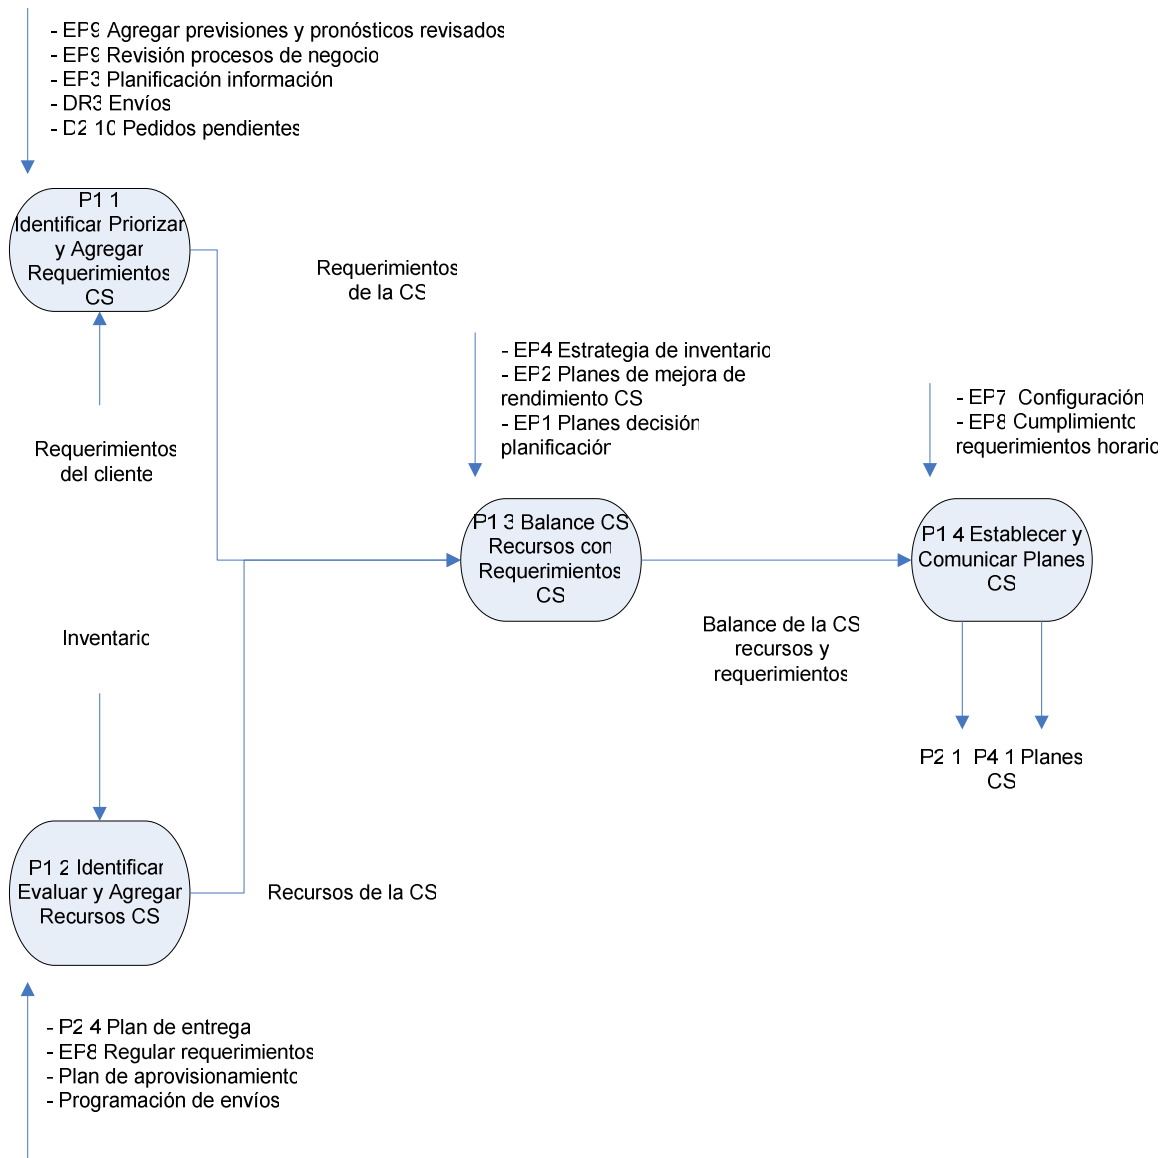 - EP9 Agregar previsiones y pronósticos revisados
- EP9 Revisión procesos de negocio
- EP3 Planificación información
- DR3 Envíos
- D2 10 Pedidos pendientes
P1 1
Identificar Priorizar
y Agregar
Requerimientos
CS
Requerimientos
de la CS
- EP4 Estrategia de inventario
- EP2 Planes de mejora de
rendimiento CS
- EP1 Planes decisión
planificación
- EP7 Configuración
- EP8 Cumplimiento
requerimientos horario
Requerimientos
del cliente
P1 3 Balance CS
Recursos con
Requerimientos
CS
P1 4 Establecer y
Comunicar Planes
CS
Inventario
Balance de la CS
recursos y
requerimientos
P2 1 P4 1 Planes
CS
P1 2 Identificar
Evaluar y Agregar
Recursos CS
Recursos de la CS
- P2 4 Plan de entrega
- EP8 Regular requerimientos
- Plan de aprovisionamiento
- Programación de envíos